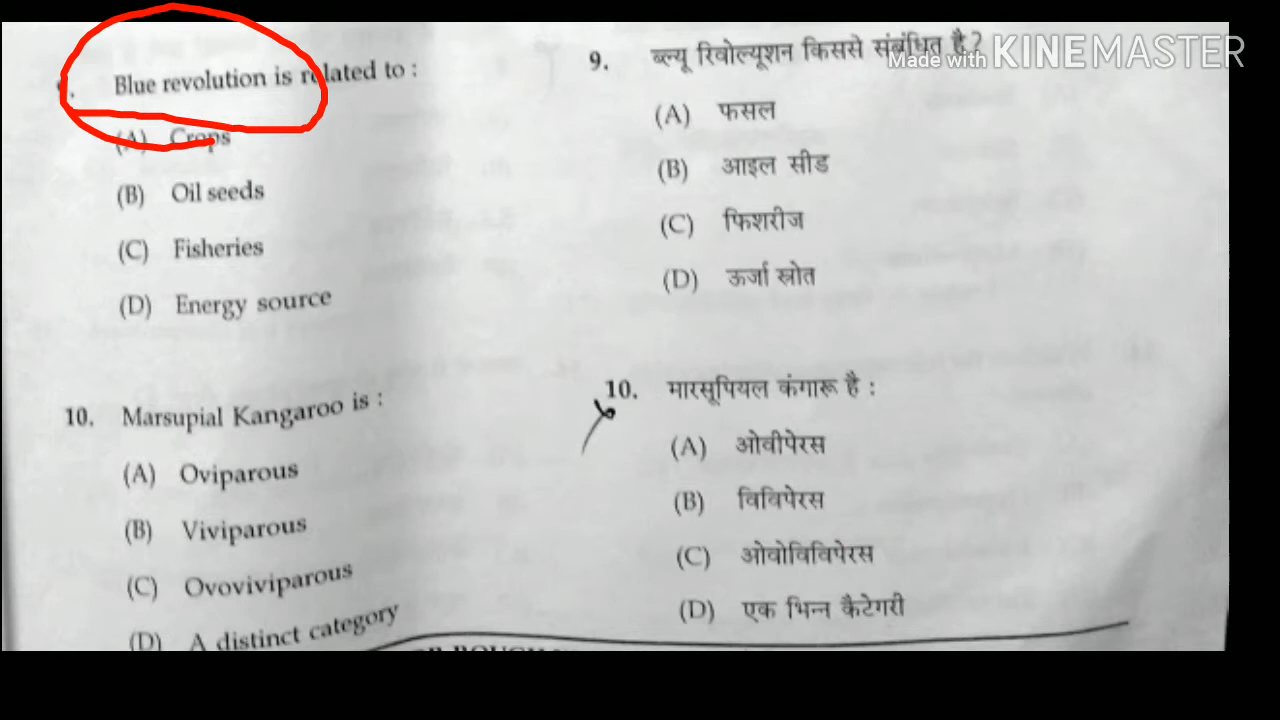 Blue revolution is related to :
(A) Crops
(B) Oil seeds
(C) Fisheries
(D) Energy source
10. Marsupial Kangaroo is :
(A) Oviparous
(B) Viviparous
(C) Ovoviviparous
(D) A distinct category
9. ब्ल्यू रिवोल्यूशन किससे संबंधित है ?
Made with KINEMASTER
(A) फसल
(B) आइल सीड
(C) फिशरीज
(D) ऊर्जा स्रोत
10. मारसूपियल कंगारू है :
(A) ओवीपेरस
(B) विविपेरस
(C) ओवोविविपेरस
(D) एक भिन्न कैटेगरी